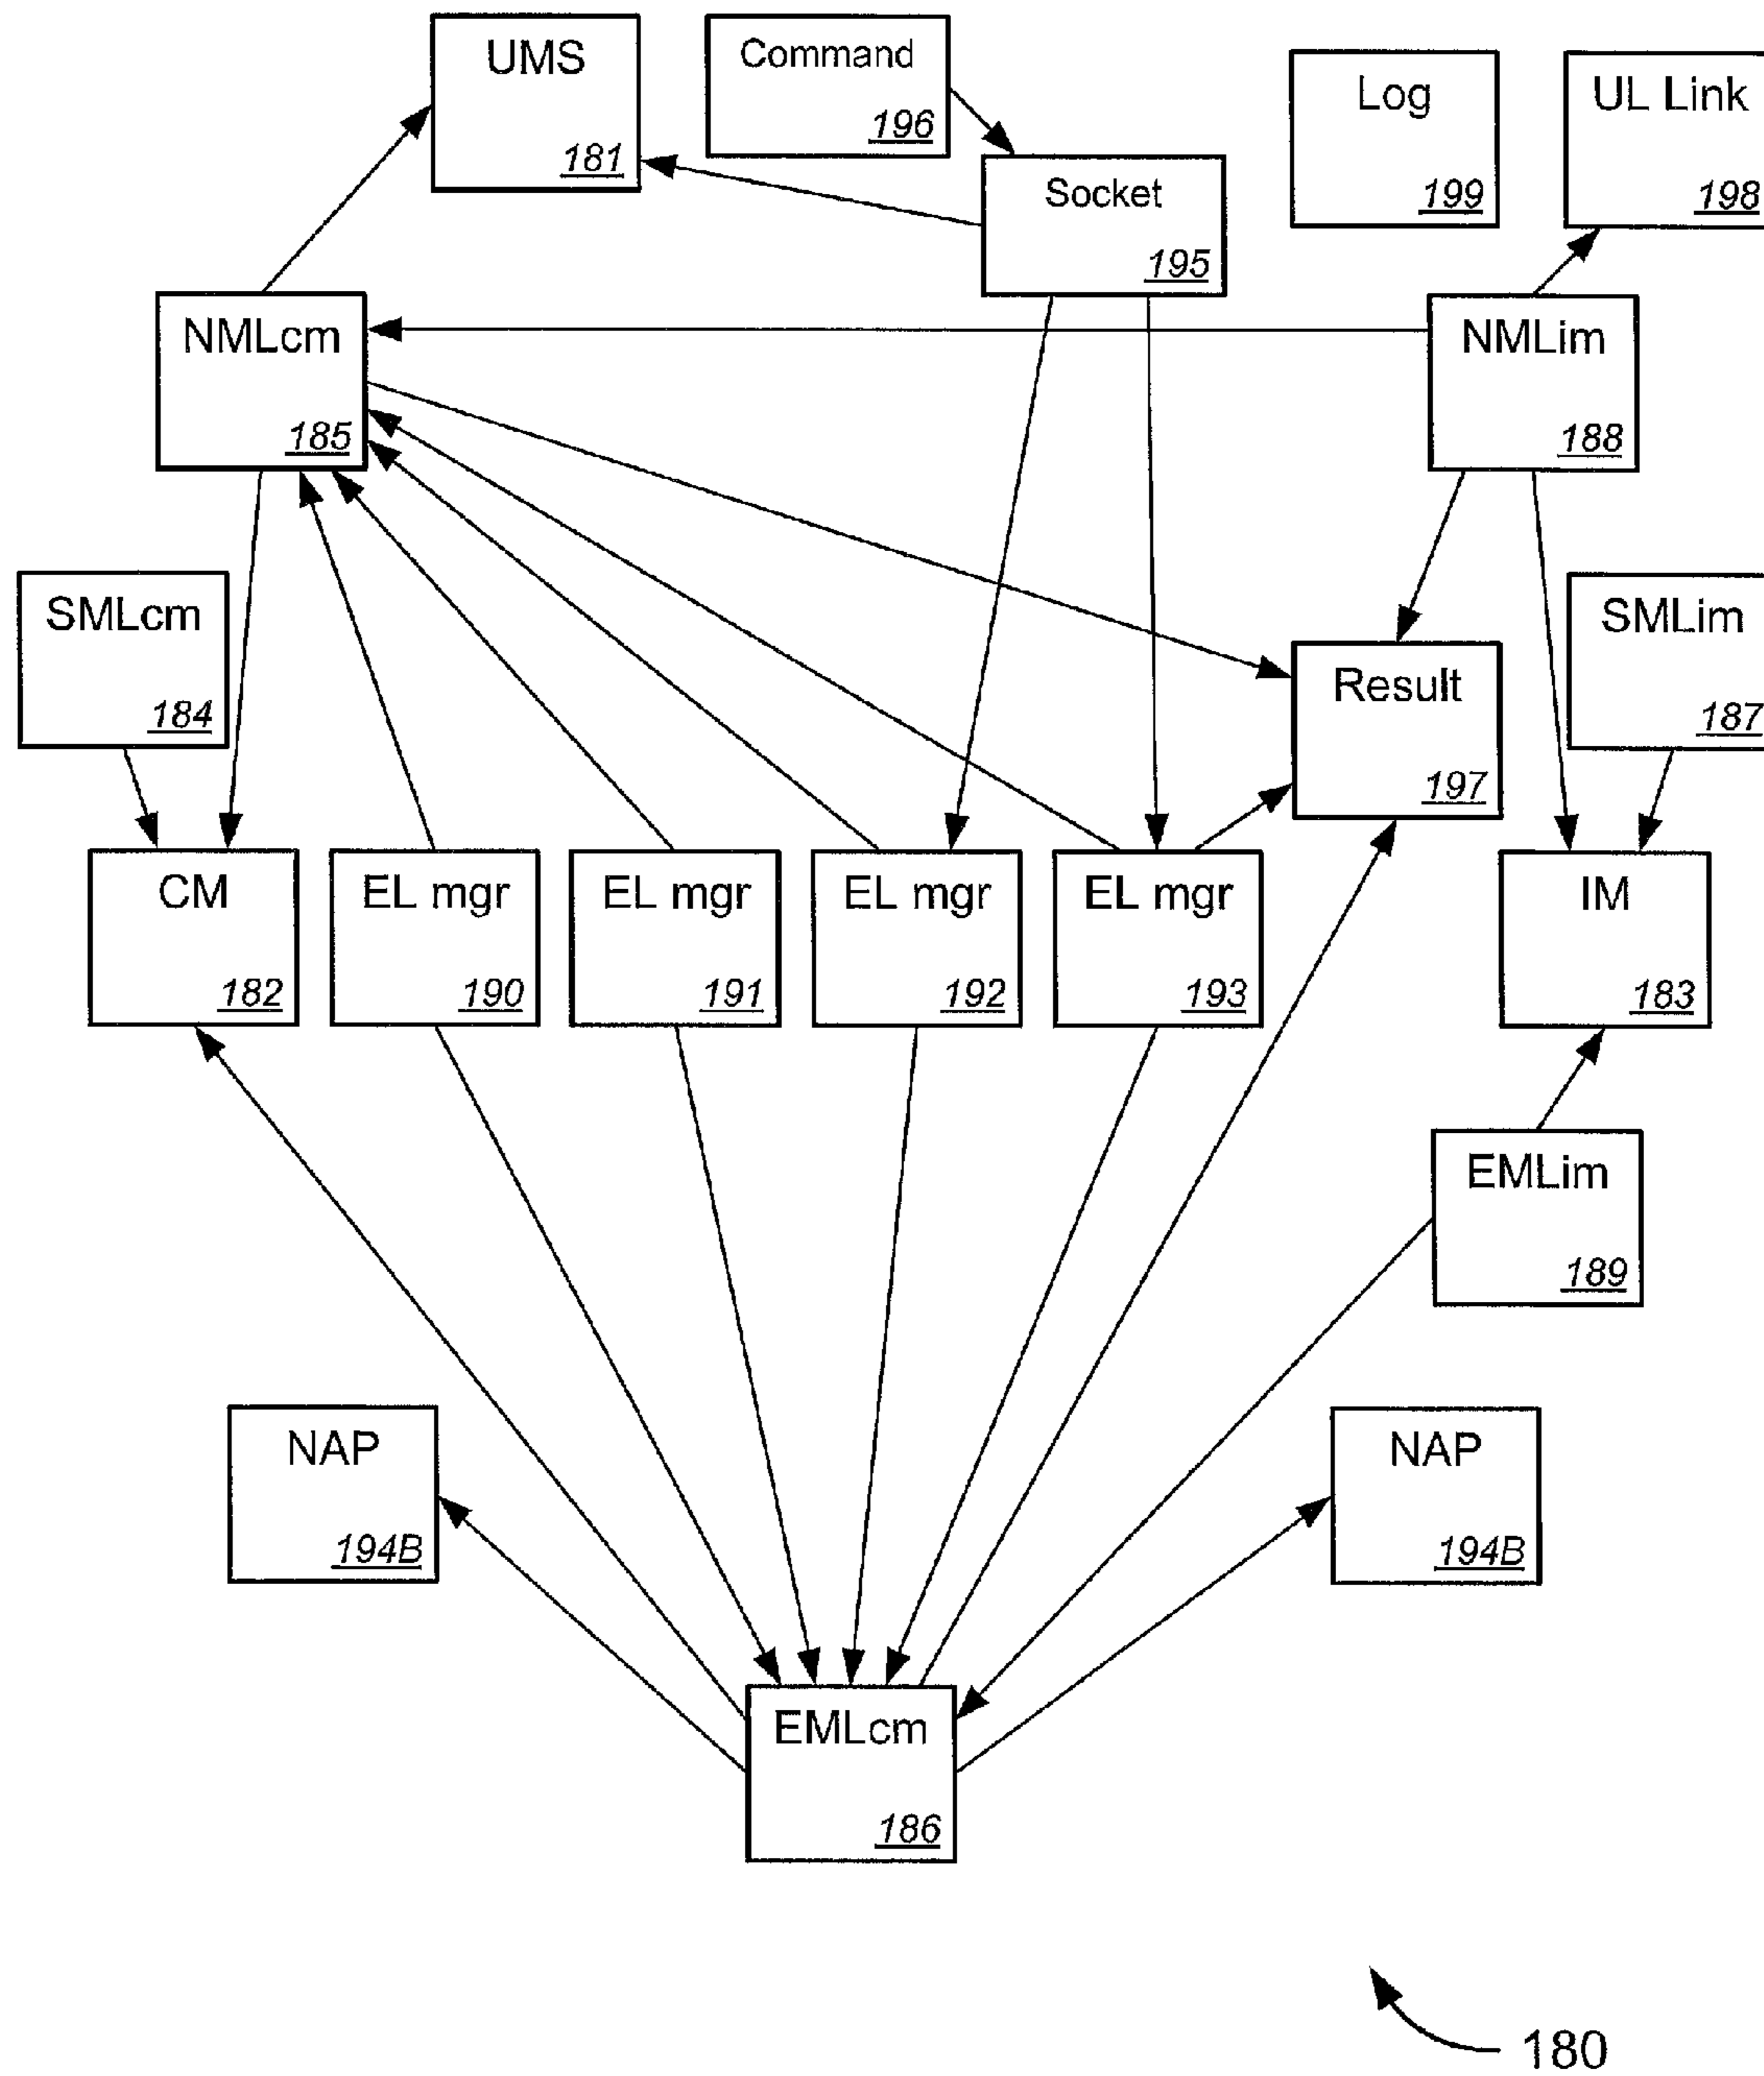 UMS
181
Command
196
Log
199
UL Link
198
Socket
195
NMLcm
185
NMLim
188
SMLcm
184
SMLim
187
Result
197
CM
182
EL mgr
190
EL mgr
191
EL mgr
192
EL mgr
193
IM
183
EMLim
189
NAP
194B
NAP
194B
EMLcm
186
180